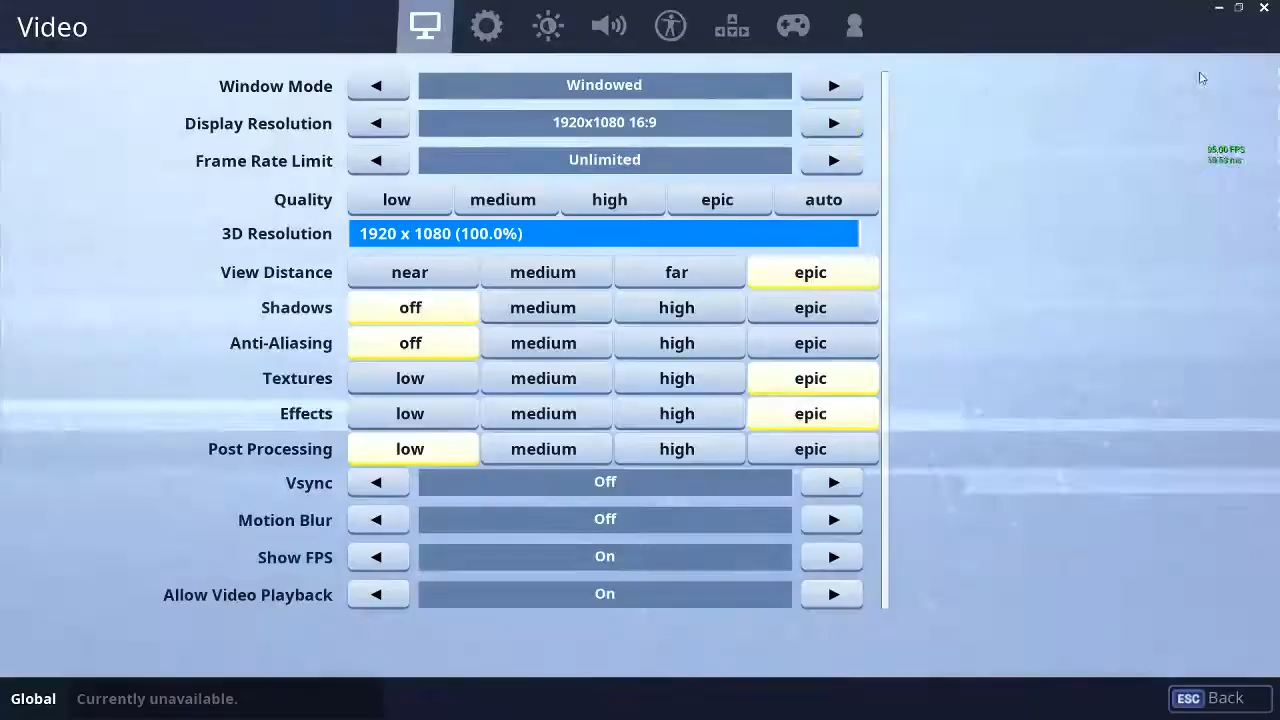 Video
Window Mode Windowed
Display Resolution 1920x1080 16:9
Frame Rate Limit Unlimited
95.00 FPS
Quality low medium high epic auto
3D Resolution 1920 x 1080 (100.0%)
View Distance near medium far epic
Shadows off medium high epic
Anti-Aliasing off medium high epic
Textures low medium high epic
Effects low medium high epic
Post Processing low medium high epic
Vsync Off
Motion Blur Off
Show FPS On
Allow Video Playback On
Global Currently unavailable. ESC Back